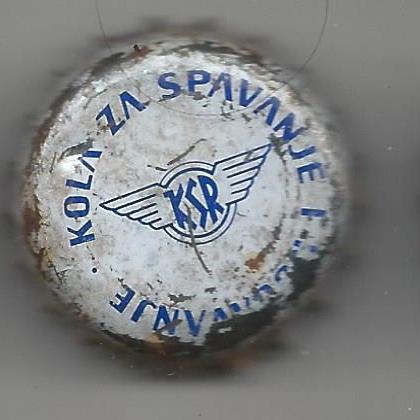 · KOLA ZA SPAVANJE I
KSR